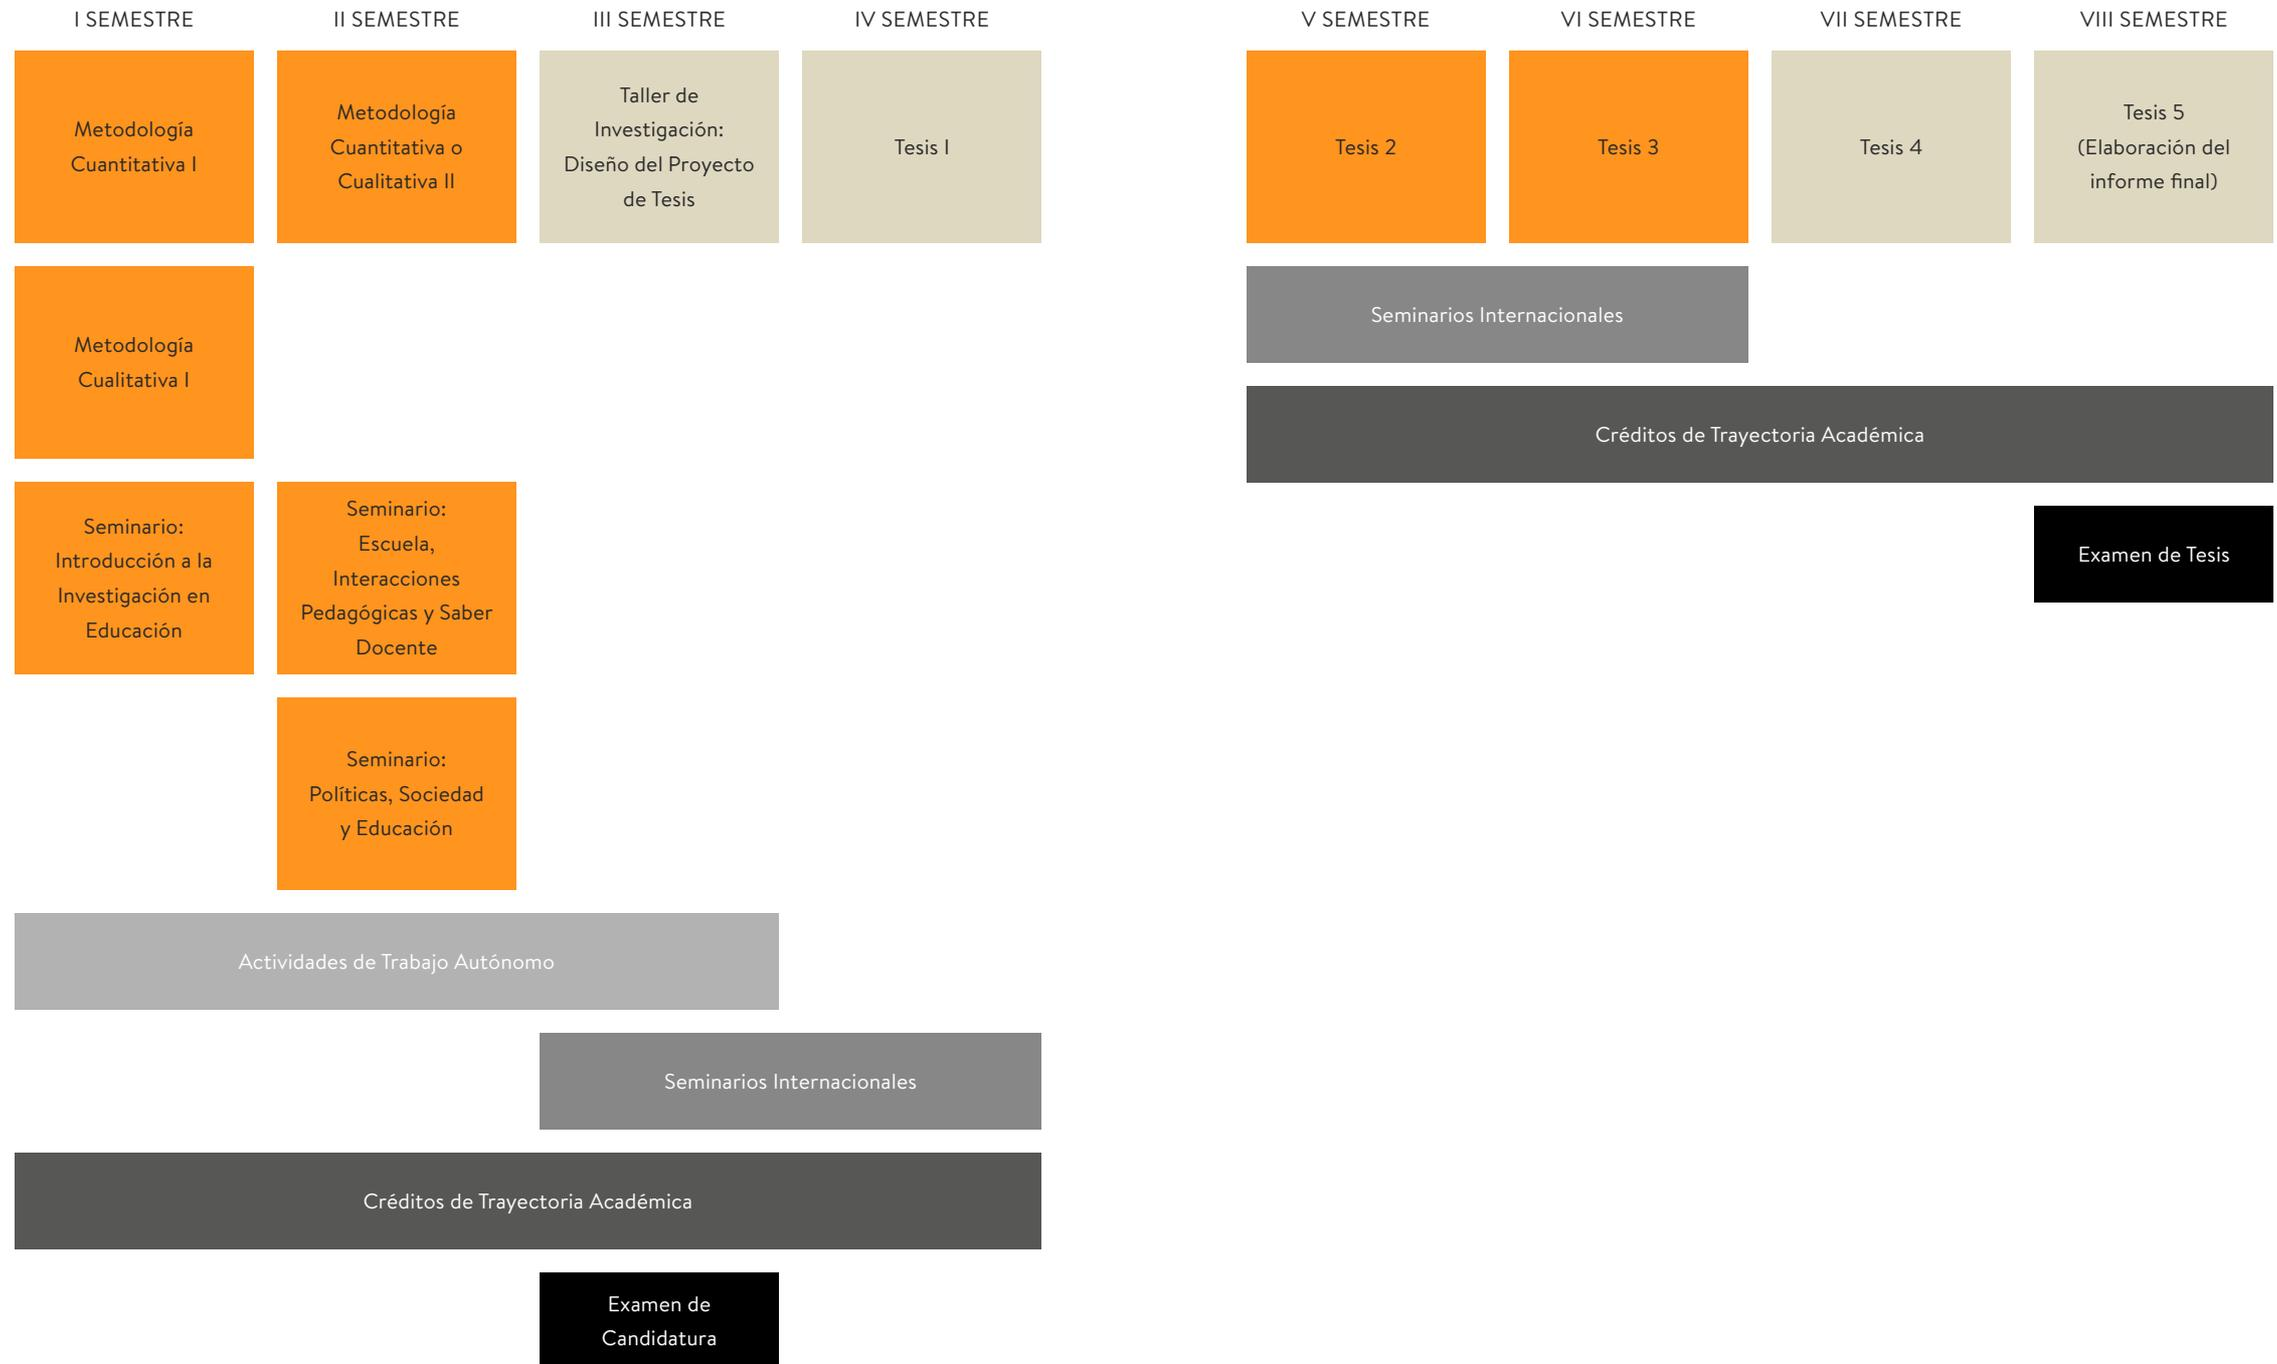 I SEMESTRE
II SEMESTRE
III SEMESTRE
IV SEMESTRE
V SEMESTRE
VI SEMESTRE
VII SEMESTRE
VIII SEMESTRE
Metodología
Cuantitativa I
Metodología
Cuantitativa o
Cualitativa II
Taller de
Investigación:
Diseño del Proyecto
de Tesis
Tesis I
Tesis 2
Tesis 3
Tesis 4
Tesis 5
(Elaboración del
informe final)
Metodología
Cualitativa I
Seminarios Internacionales
Créditos de Trayectoria Académica
Seminario:
Introducción a la
Investigación en
Educación
Seminario:
Escuela,
Interacciones
Pedagógicas y Saber
Docente
Examen de Tesis
Seminario:
Políticas, Sociedad
y Educación
Actividades de Trabajo Autónomo
Seminarios Internacionales
Créditos de Trayectoria Académica
Examen de
Candidatura